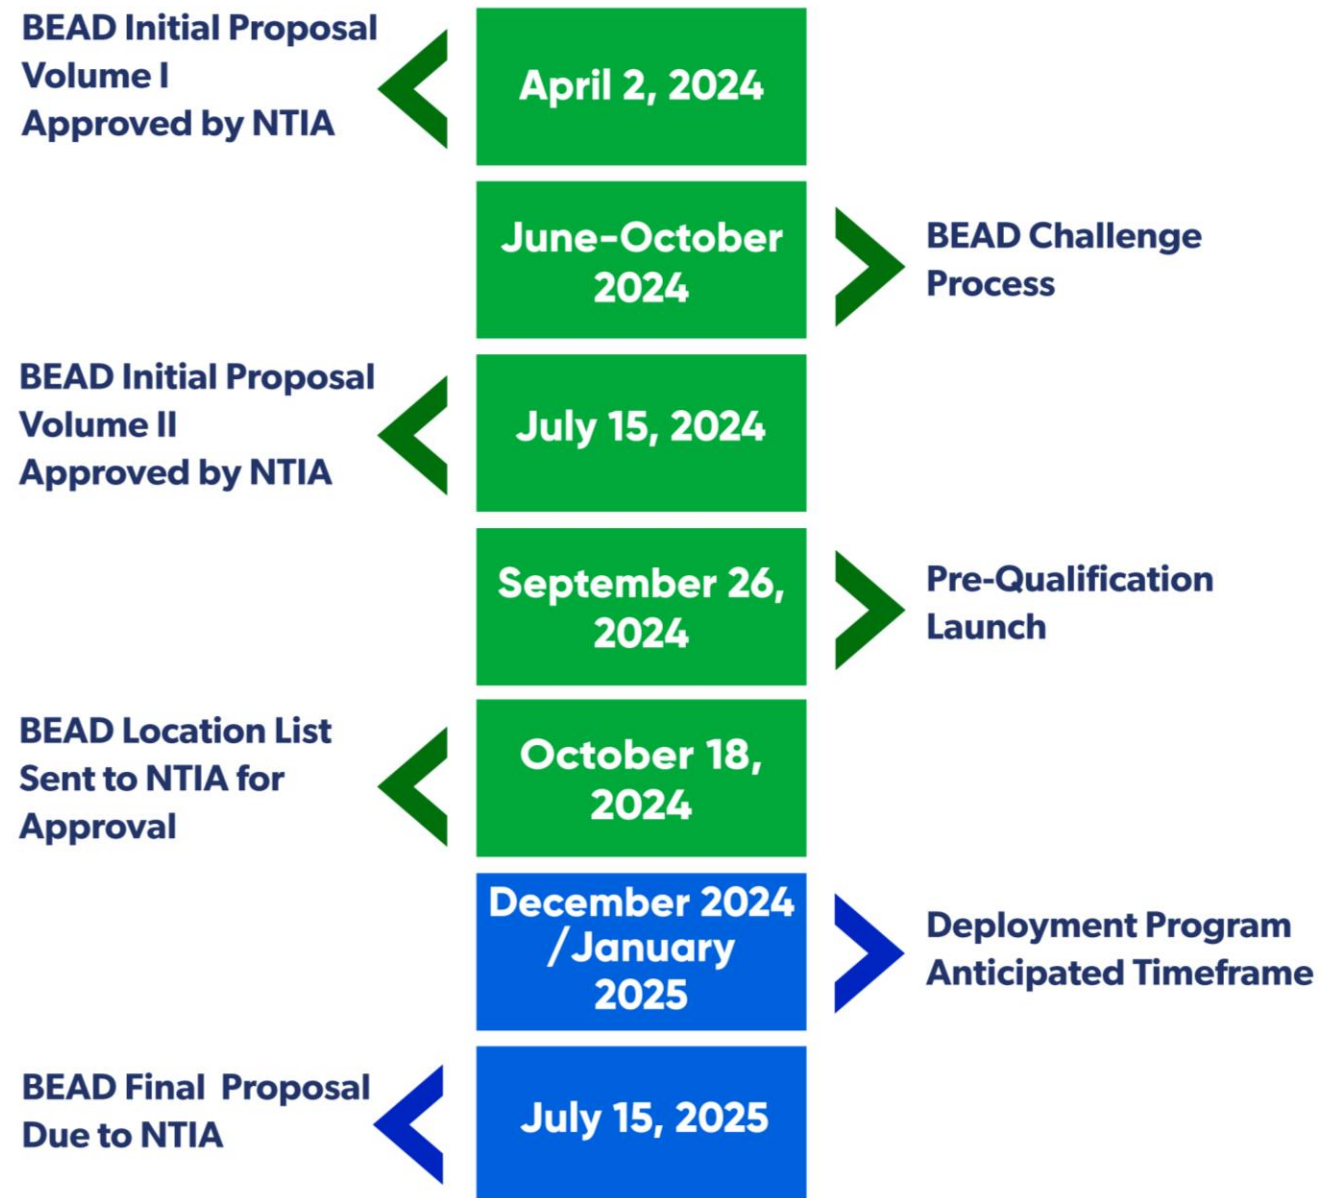 BEAD Initial Proposal
Volume I
Approved by NTIA
April 2, 2024
June-October
2024
BEAD Challenge
Process
BEAD Initial Proposal
Volume II
Approved by NTIA
July 15, 2024
September 26,
2024
Pre-Qualification
Launch
BEAD Location List
Sent to NTIA for
Approval
October 18,
2024
December 2024
/January
2025
Deployment Program
Anticipated Timeframe
BEAD Final Proposal
Due to NTIA
July 15, 2025